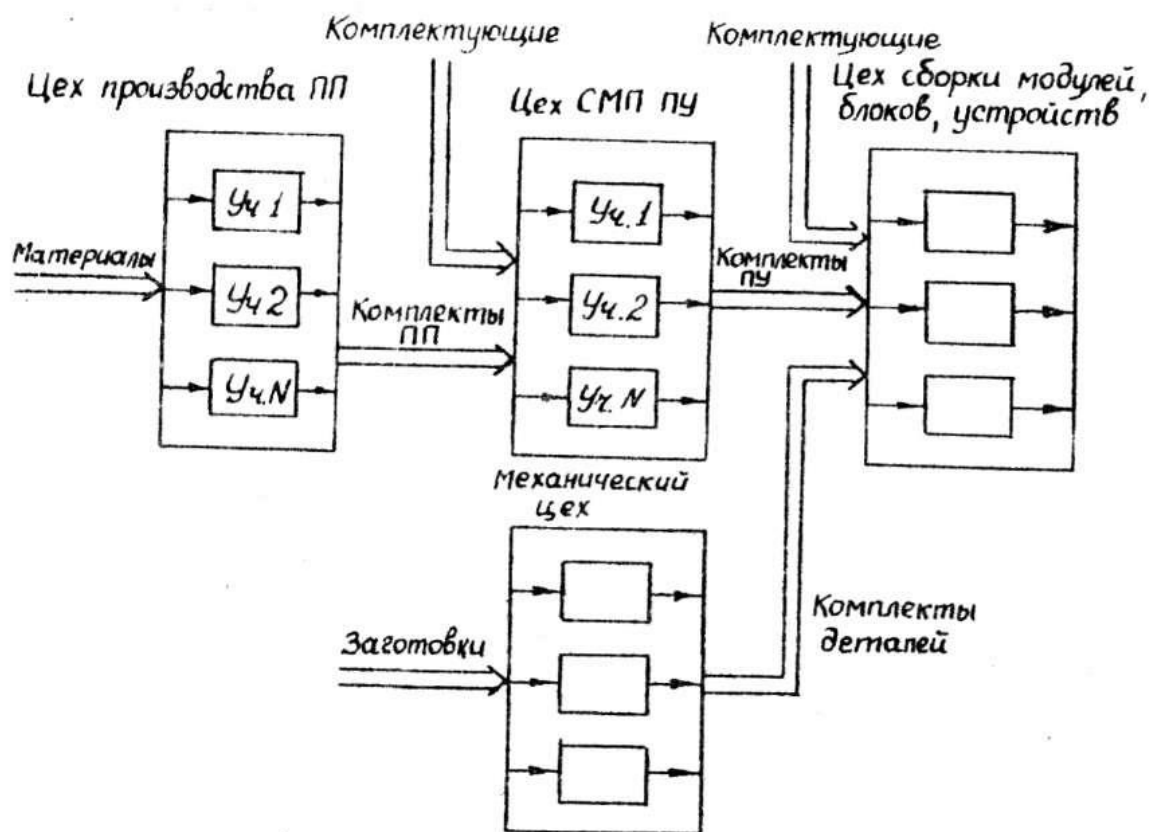 Комплектующие
Комплектующие
Цех производства ПП
Цех СМП ПУ
Цех сборки модулей,
блоков, устройств
Материалы
Уч 1
Уч 2
Уч. N
Комплекты
ПП
Уч. 1
Уч. 2
Уч. N
Комплекты
ПУ
Механический
цех
Заготовки
Комплекты
деталей